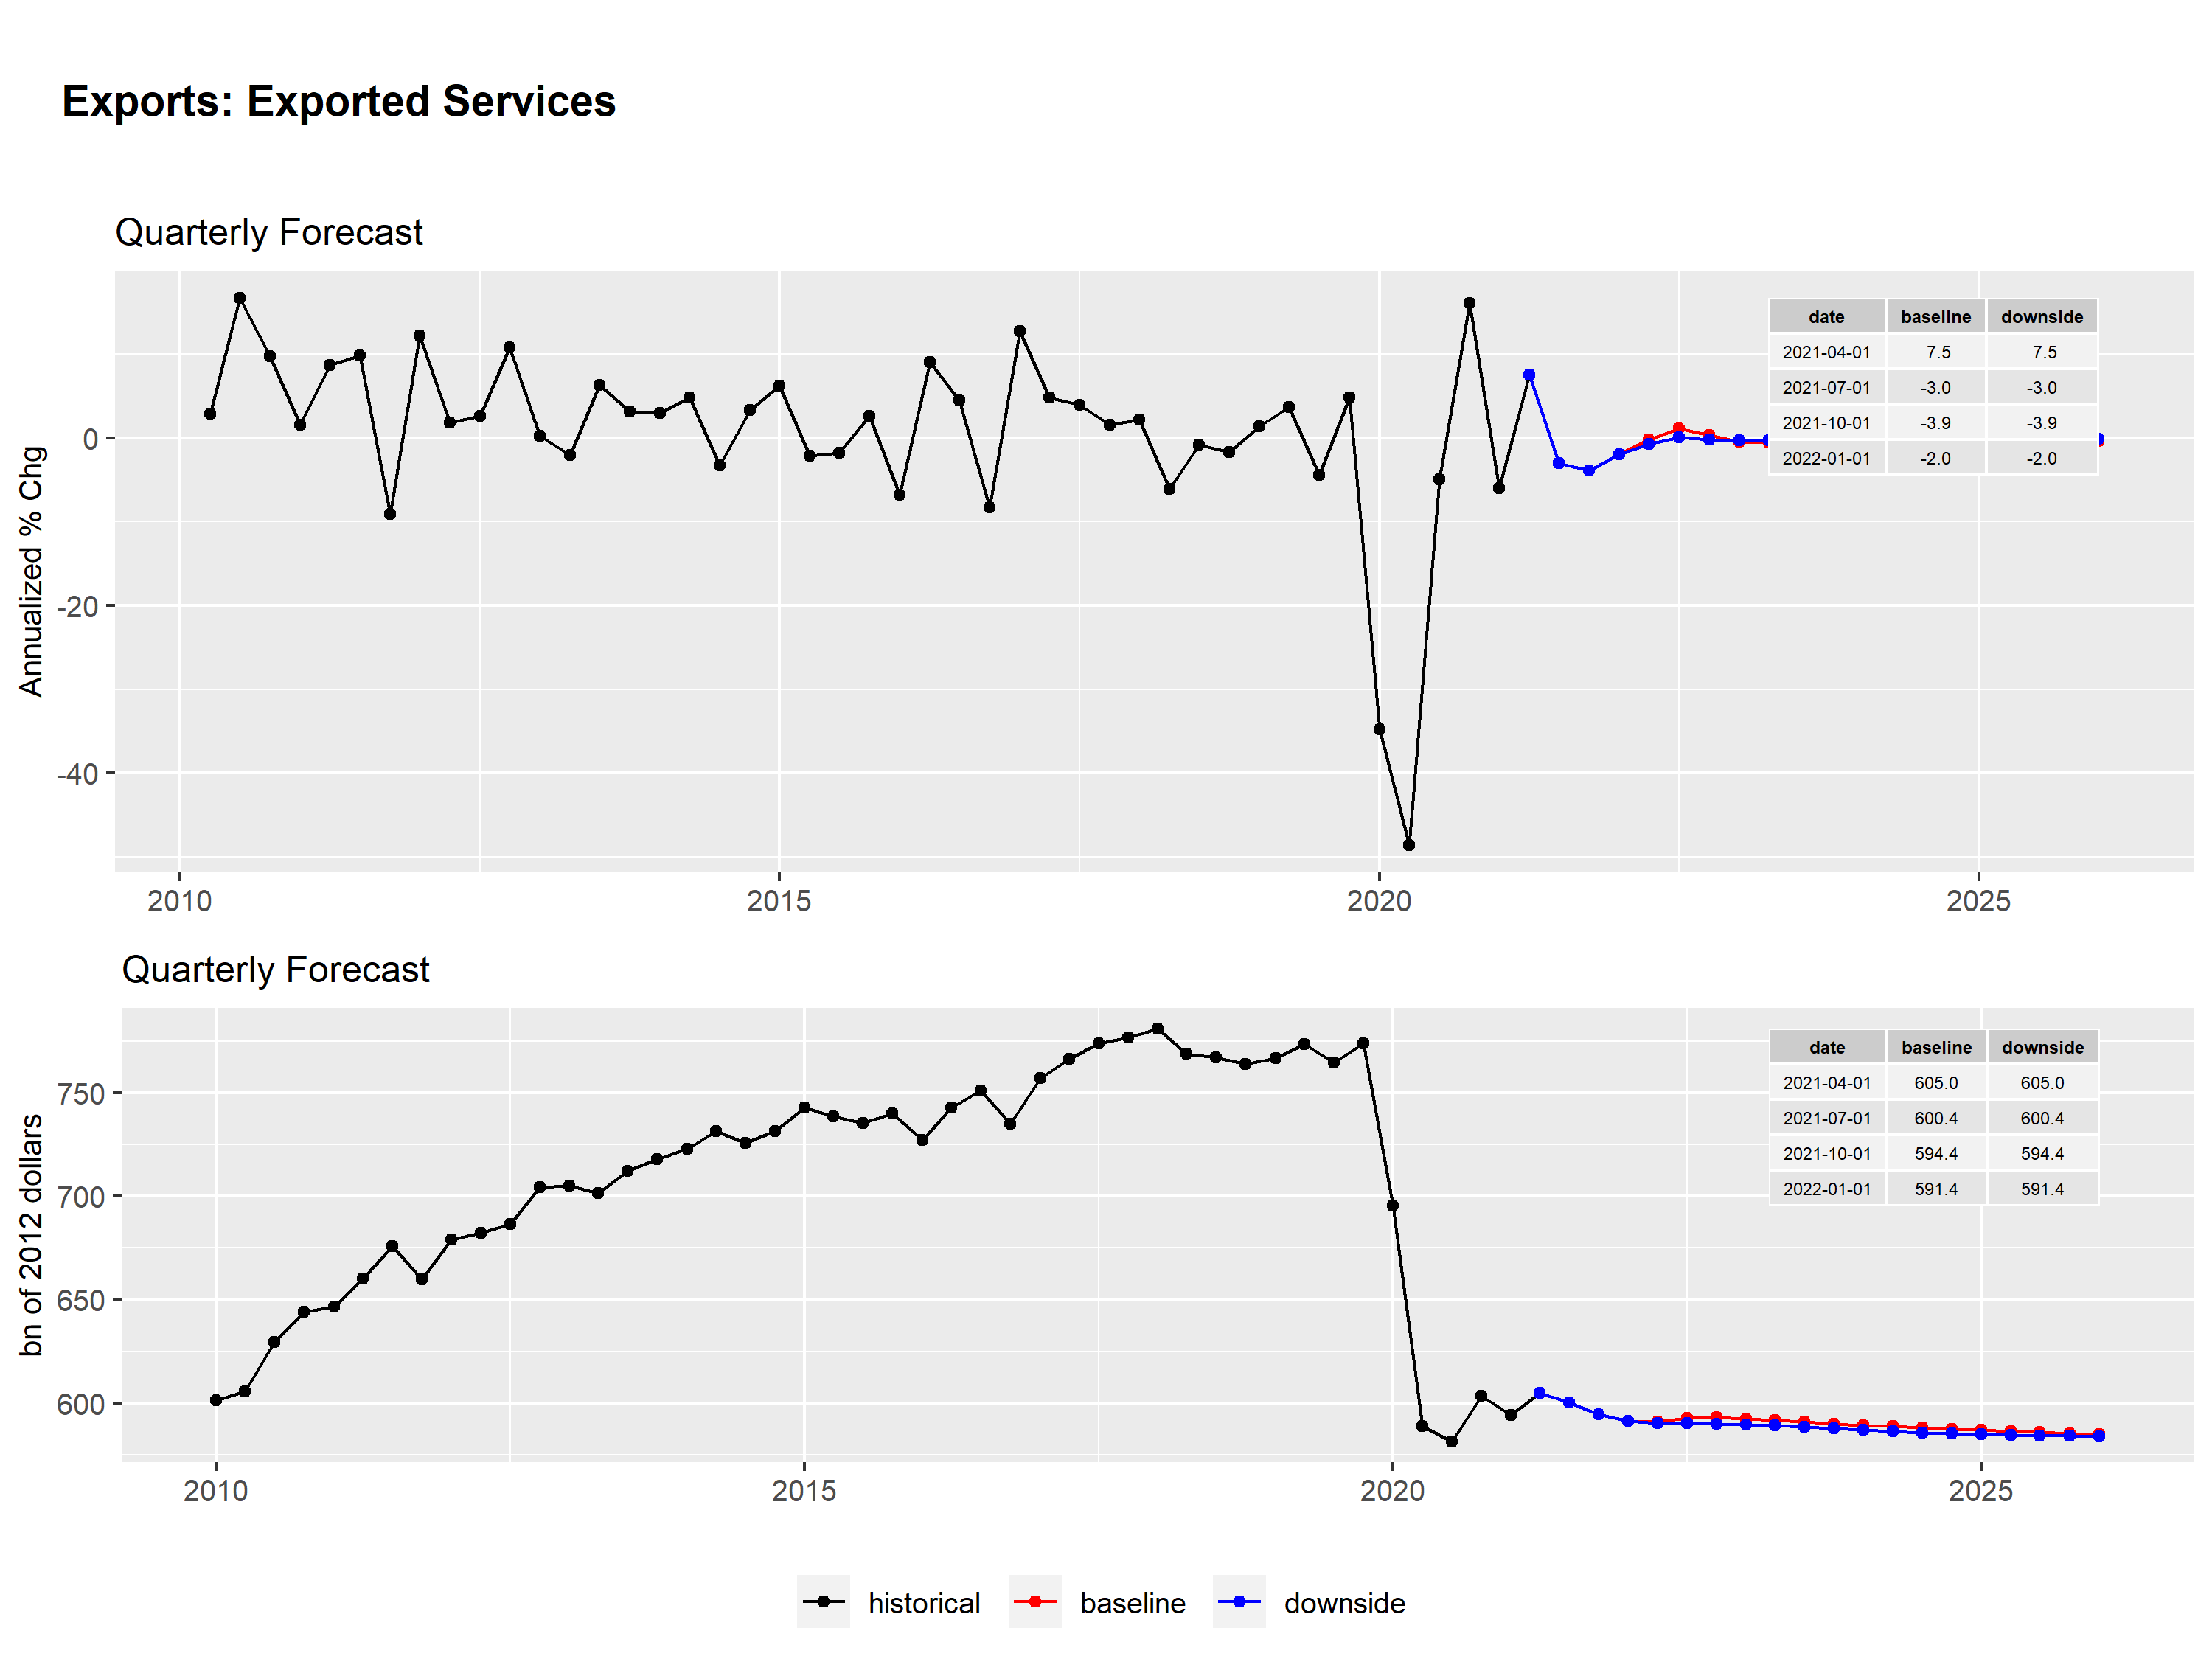 Exports: Exported Services
Quarterly Forecast
Annualized % Chg
0
-20
-40
2010 2015 2020 2025
date baseline downside
2021-04-01 7.5 7.5
2021-07-01 -3.0 -3.0
2021-10-01 -3.9 -3.9
2022-01-01 -2.0 -2.0
Quarterly Forecast
bn of 2012 dollars
750
700
650
600
2010 2015 2020 2025
date baseline downside
2021-04-01 605.0 605.0
2021-07-01 600.4 600.4
2021-10-01 594.4 594.4
2022-01-01 591.4 591.4
historical baseline downside